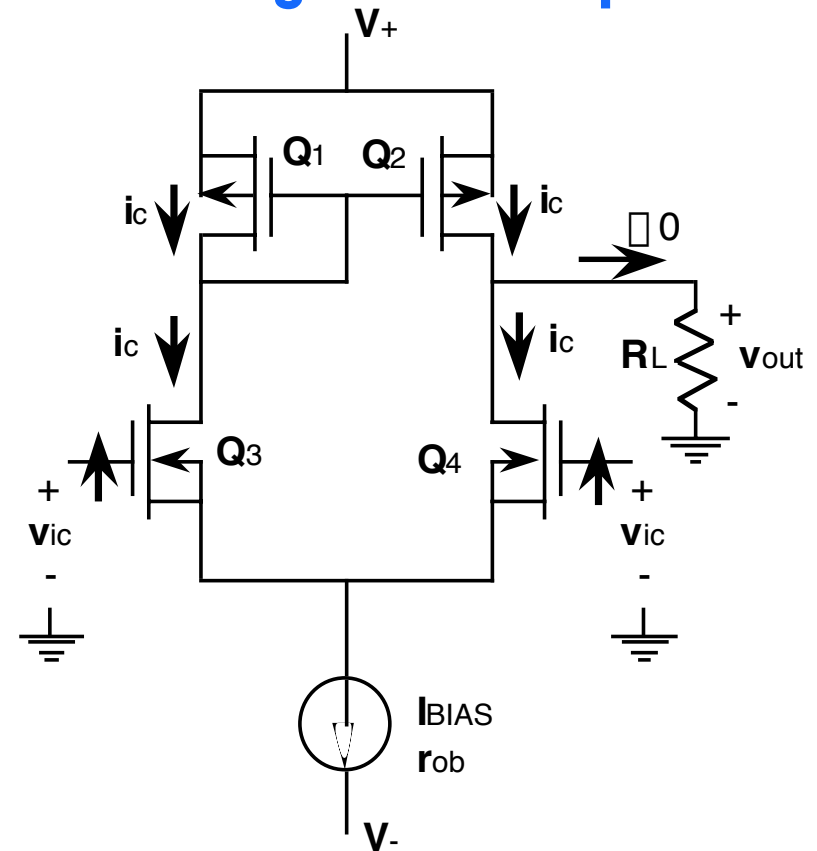 V+
Q1 Q2
ic ic
▯ 0
ic ic
RL + vout -
Q3 Q4
+ vic - + vic -
IBIAS
rob
V-